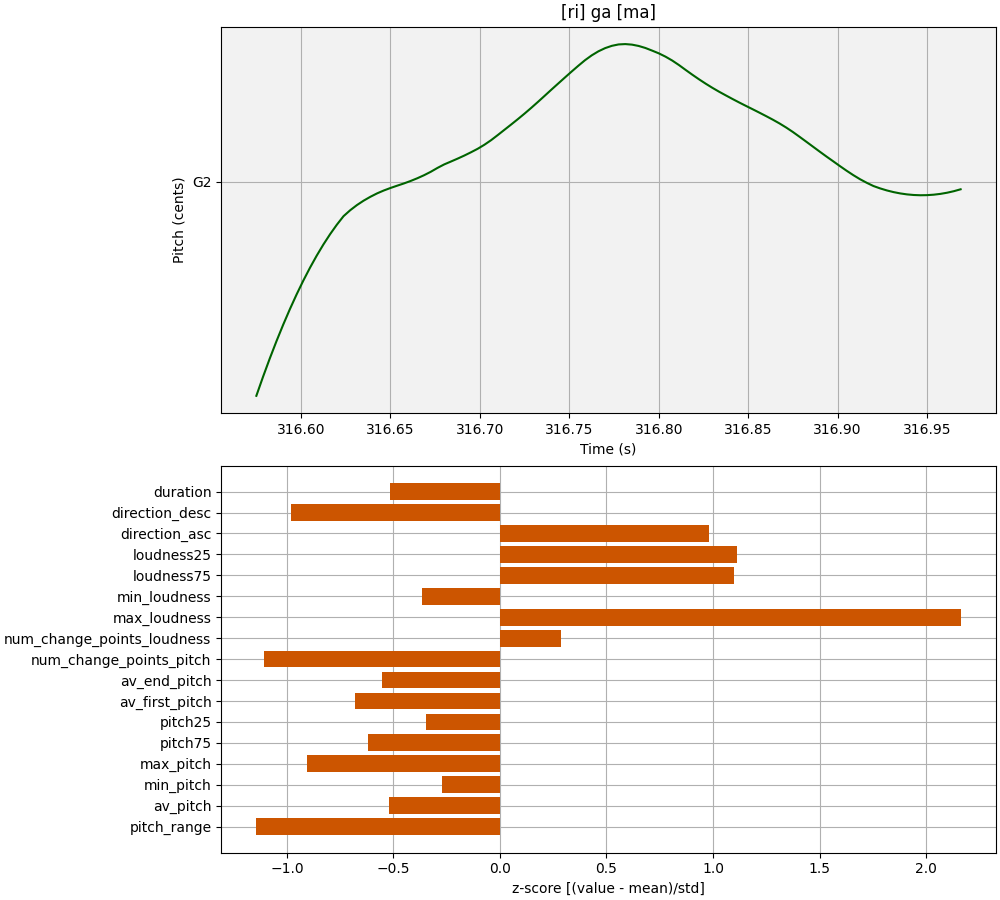 [ri] ga [ma]
Pitch (cents)
G2
316.60 316.65 316.70 316.75 316.80 316.85 316.90 316.95
Time (s)
duration
direction_desc
direction_asc
loudness25
loudness75
min_loudness
max_loudness
num_change_points_loudness
num_change_points_pitch
av_end_pitch
av_first_pitch
pitch25
pitch75
max_pitch
min_pitch
av_pitch
pitch_range
−1.0 −0.5 0.0 0.5 1.0 1.5 2.0
z-score [(value - mean)/std]